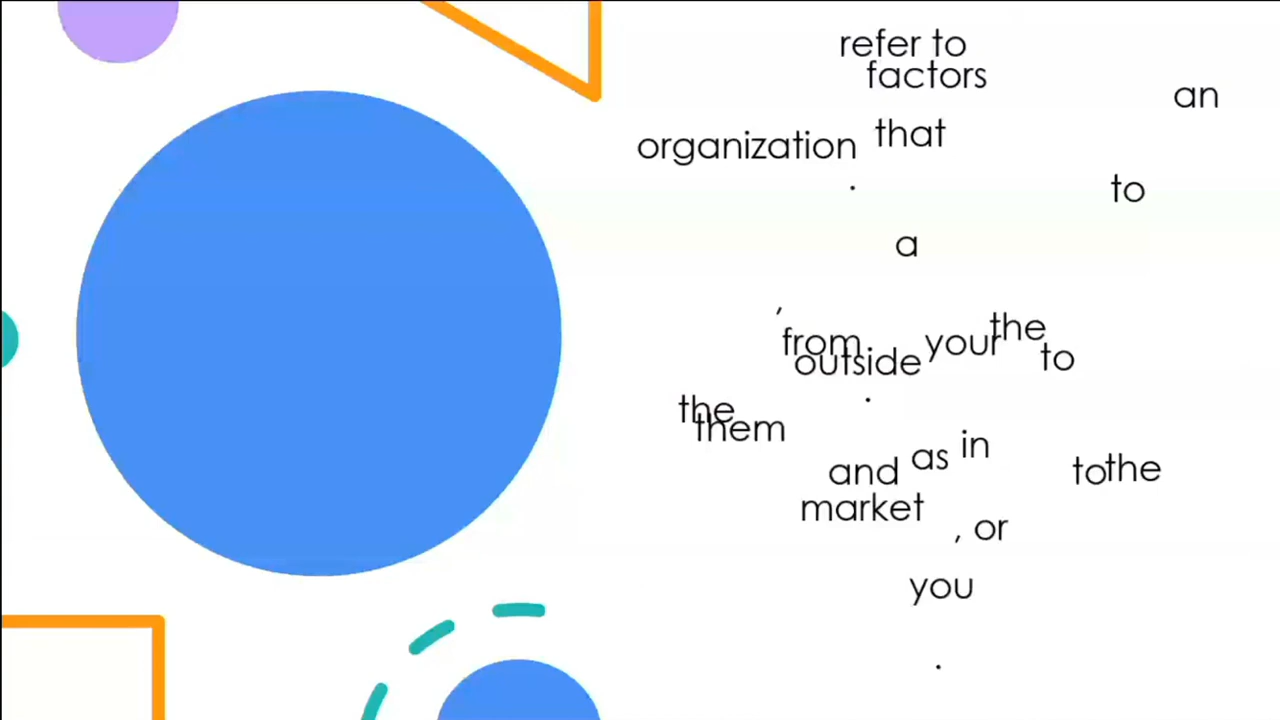 refer to
factors
an
organization that
.
to
a
,
from your the
outside to
.
the
them
and as in to the
market
, or
you
.